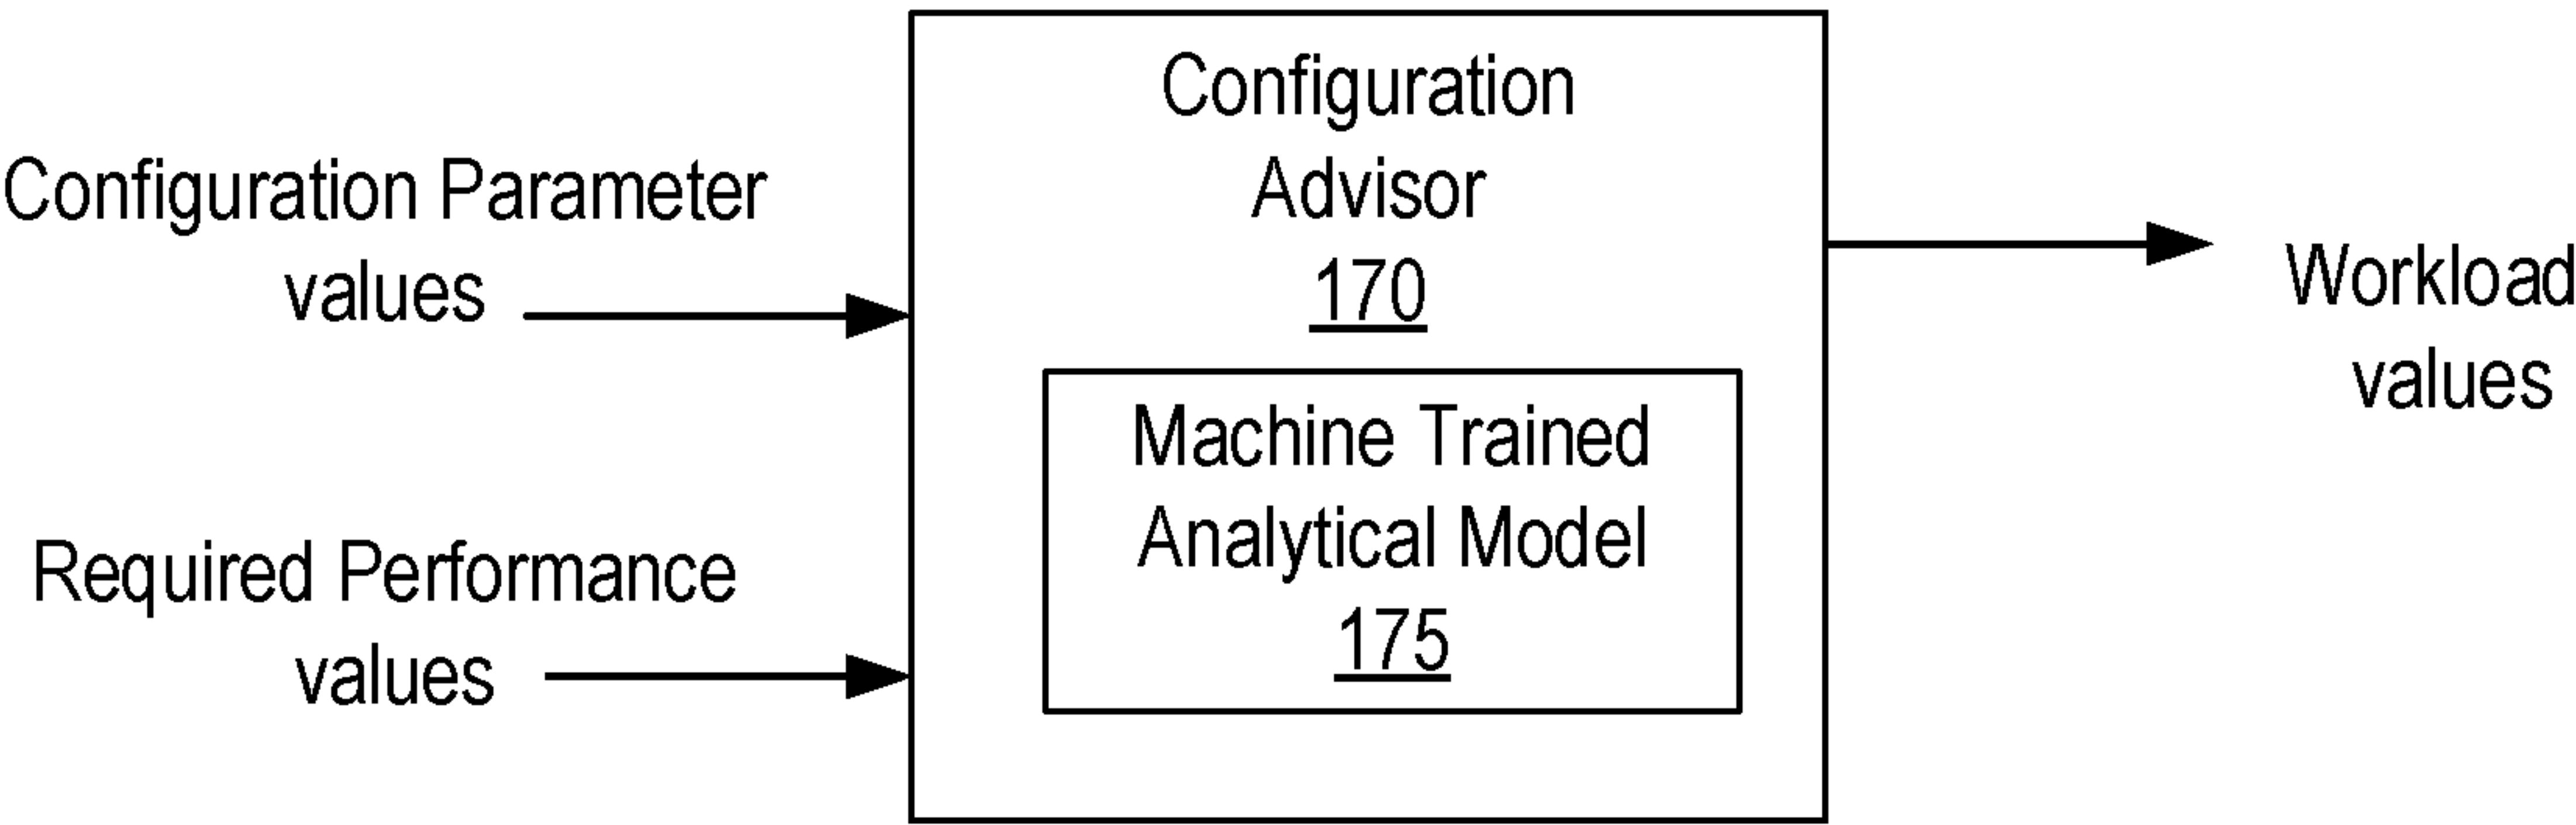 Configuration Parameter
values
Required Performance
values
Configuration
Advisor
170
Machine Trained
Analytical Model
175
Workload
values